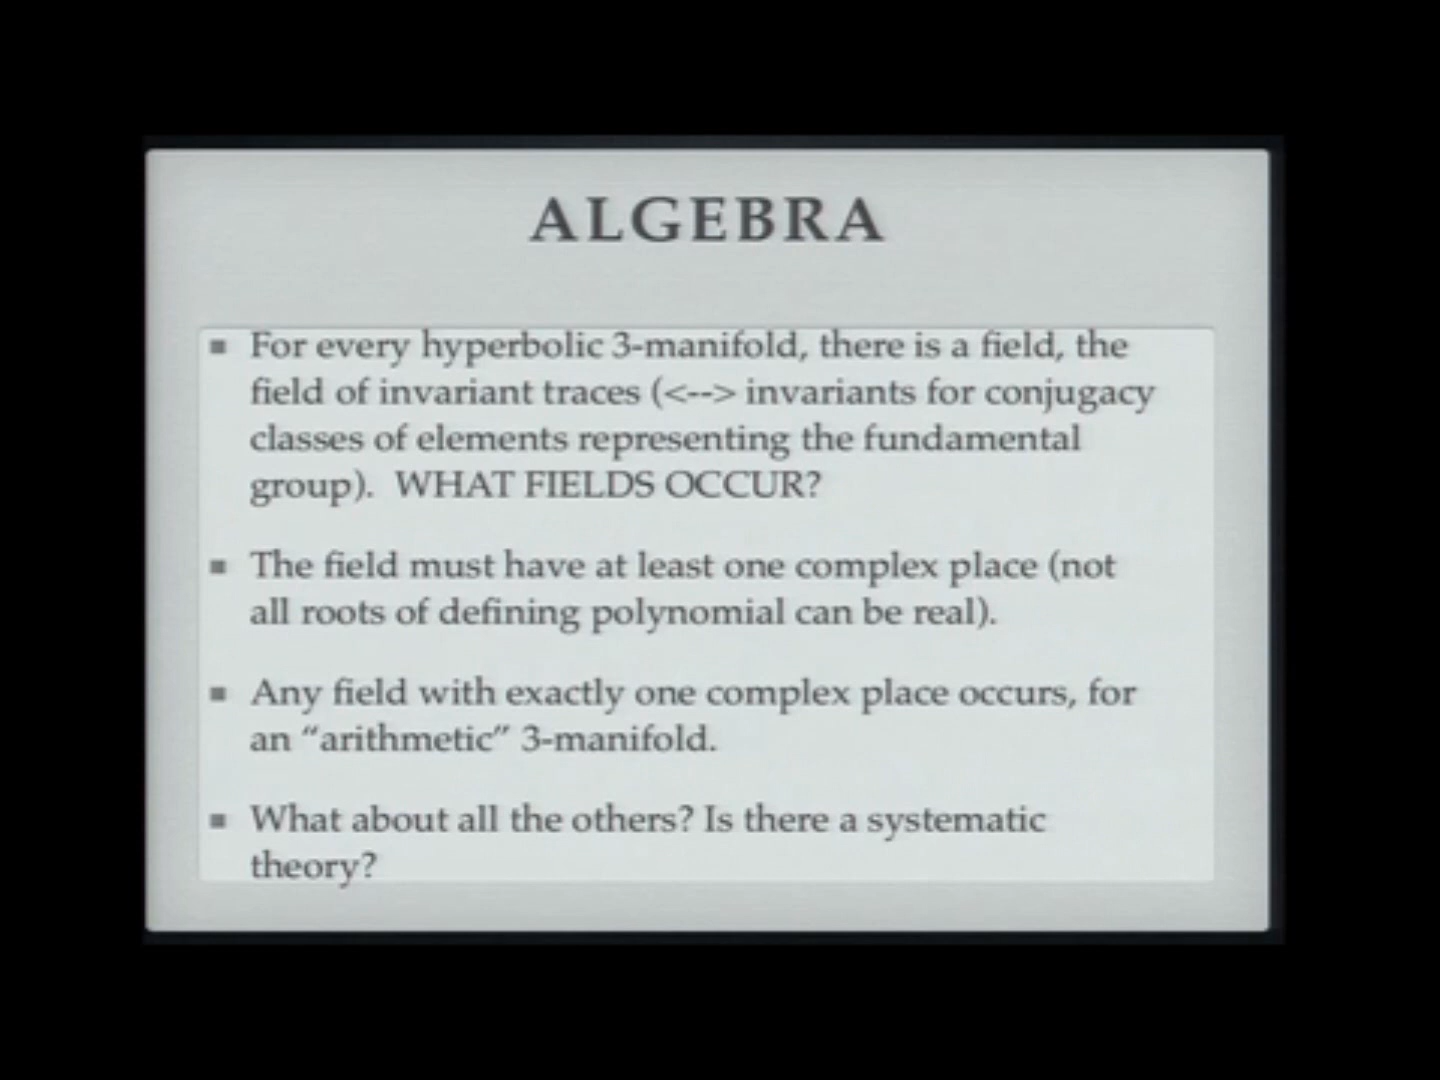 ALGEBRA
▪ For every hyperbolic 3-manifold, there is a field, the
field of invariant traces (<--> invariants for conjugacy
classes of elements representing the fundamental
group).  WHAT FIELDS OCCUR?
▪ The field must have at least one complex place (not
all roots of defining polynomial can be real).
▪ Any field with exactly one complex place occurs, for
an “arithmetic” 3-manifold.
▪ What about all the others? Is there a systematic
theory?